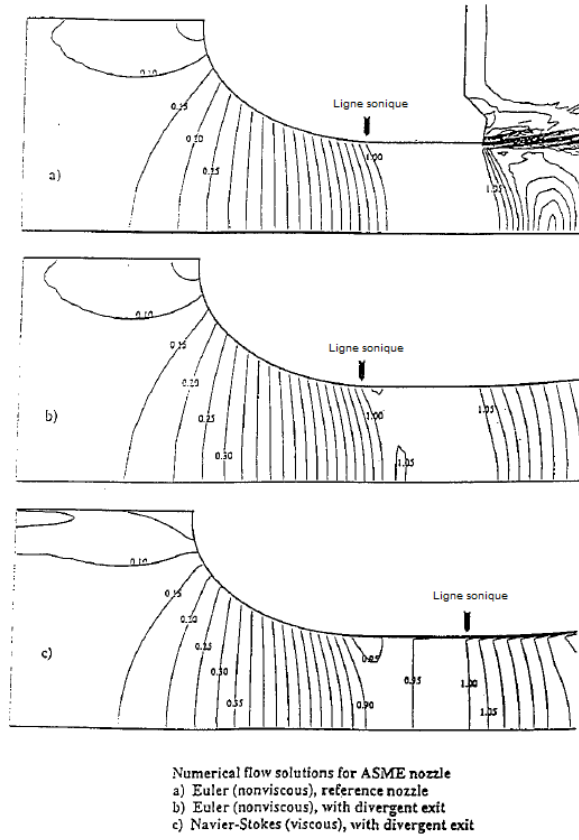 Ligne sonique
0.10
0.15
0.20
0.25
1.00
1.05
a)
Ligne sonique
0.10
0.15
0.20
0.25
0.30
1.00
1.05
1.05
b)
Ligne sonique
0.10
0.15
0.20
0.25
0.30
0.35
0.90
0.95
0.95
1.00
1.05
c)
Numerical flow solutions for ASME nozzle
a) Euler (nonviscous), reference nozzle
b) Euler (nonviscous), with divergent exit
c) Navier-Stokes (viscous), with divergent exit